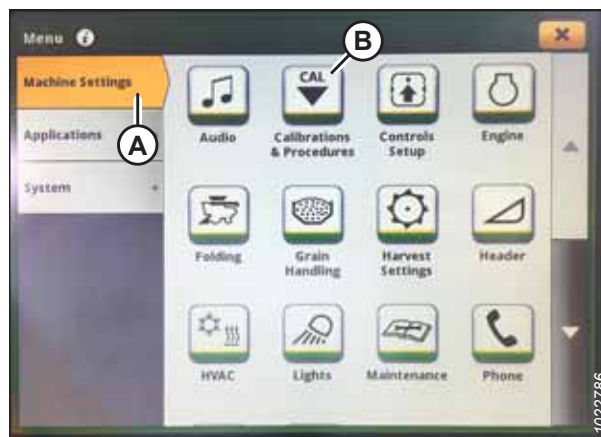 Menu i
B
Machine Settings
A
Applications
System
CAL
Audio
Calibrations
& Procedures
Controls
Setup
Engine
Folding
Grain
Handling
Harvest
Settings
Header
HVAC
Lights
Maintenance
Phone
1022786